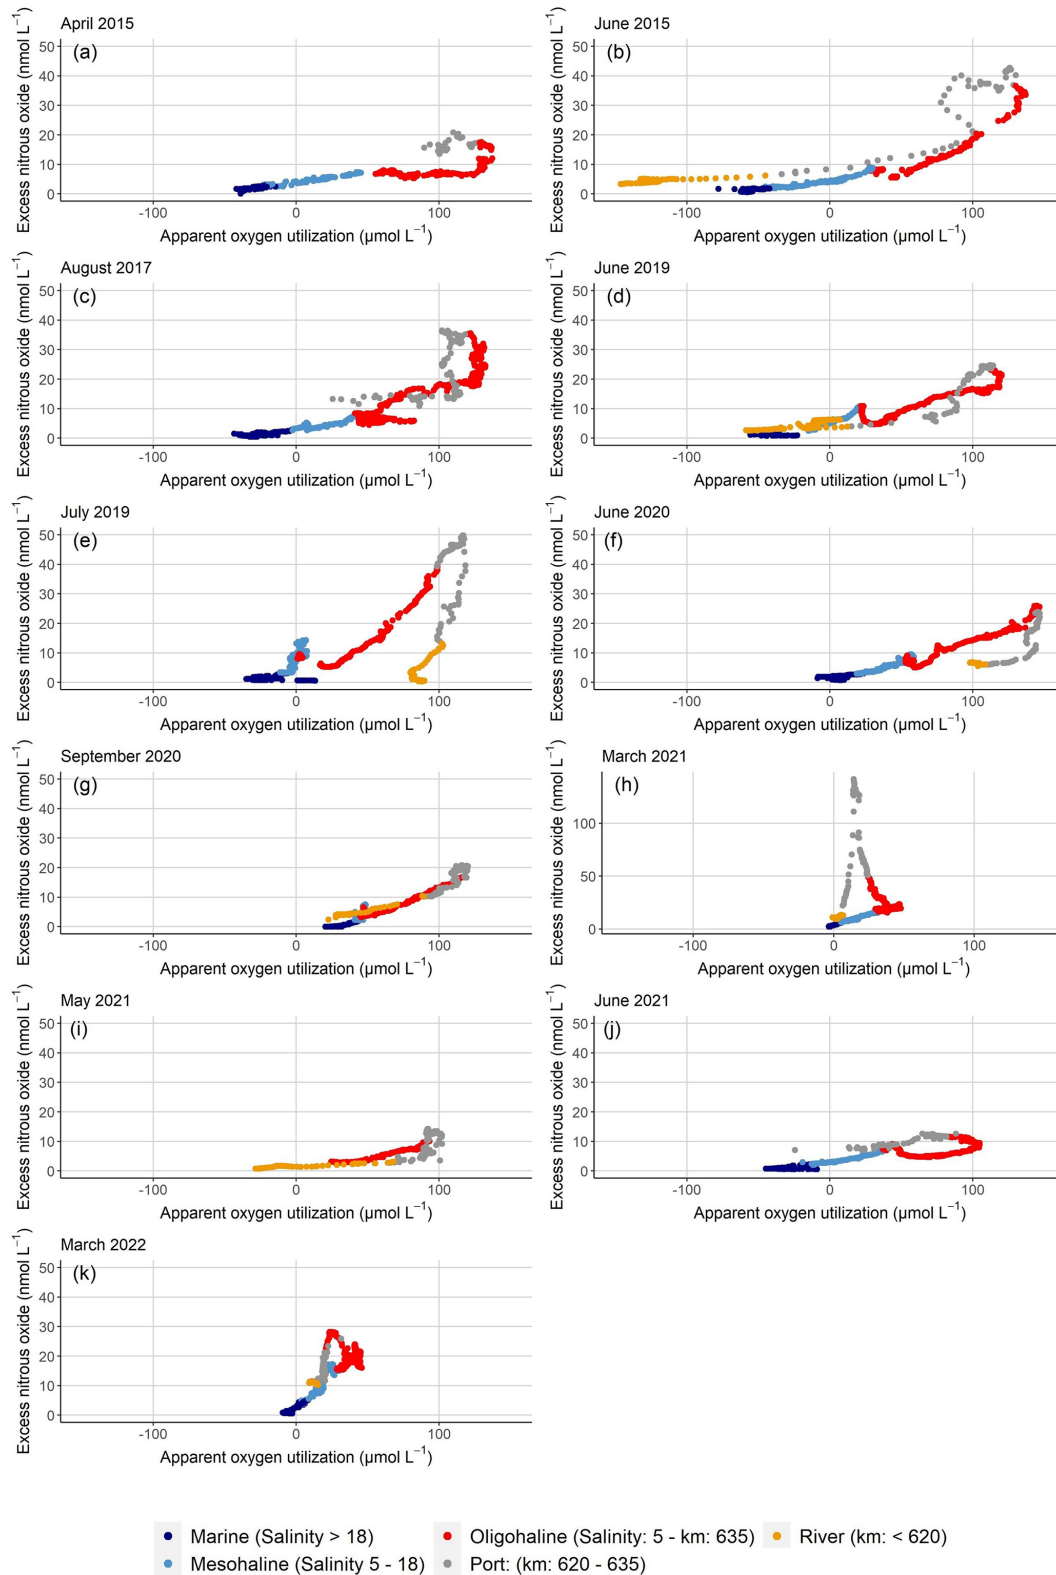 April 2015
(a)
Excess nitrous oxide (nmol L⁻¹)
50
40
30
20
10
0
-100 0 100
Apparent oxygen utilization (μmol L⁻¹)
June 2015
(b)
Excess nitrous oxide (nmol L⁻¹)
50
40
30
20
10
0
-100 0 100
Apparent oxygen utilization (μmol L⁻¹)
August 2017
(c)
Excess nitrous oxide (nmol L⁻¹)
50
40
30
20
10
0
-100 0 100
Apparent oxygen utilization (μmol L⁻¹)
June 2019
(d)
Excess nitrous oxide (nmol L⁻¹)
50
40
30
20
10
0
-100 0 100
Apparent oxygen utilization (μmol L⁻¹)
July 2019
(e)
Excess nitrous oxide (nmol L⁻¹)
50
40
30
20
10
0
-100 0 100
Apparent oxygen utilization (μmol L⁻¹)
June 2020
(f)
Excess nitrous oxide (nmol L⁻¹)
50
40
30
20
10
0
-100 0 100
Apparent oxygen utilization (μmol L⁻¹)
September 2020
(g)
Excess nitrous oxide (nmol L⁻¹)
50
40
30
20
10
0
-100 0 100
Apparent oxygen utilization (μmol L⁻¹)
March 2021
(h)
Excess nitrous oxide (nmol L⁻¹)
100
50
0
-100 0 100
Apparent oxygen utilization (μmol L⁻¹)
May 2021
(i)
Excess nitrous oxide (nmol L⁻¹)
50
40
30
20
10
0
-100 0 100
Apparent oxygen utilization (μmol L⁻¹)
June 2021
(j)
Excess nitrous oxide (nmol L⁻¹)
50
40
30
20
10
0
-100 0 100
Apparent oxygen utilization (μmol L⁻¹)
March 2022
(k)
Excess nitrous oxide (nmol L⁻¹)
50
40
30
20
10
0
-100 0 100
Apparent oxygen utilization (μmol L⁻¹)
Marine (Salinity > 18) Oligohaline (Salinity: 5 - km: 635) River (km: < 620)
Mesohaline (Salinity 5 - 18) Port: (km: 620 - 635)